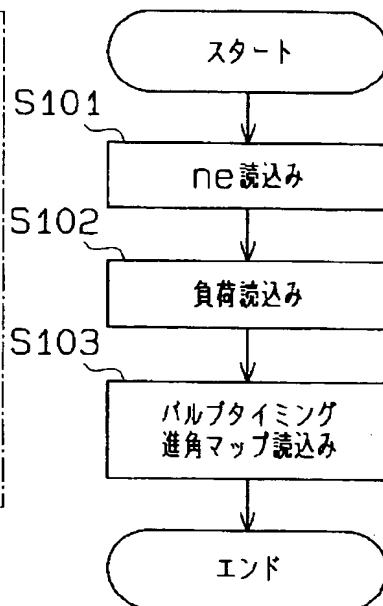 スタート
S101
ne読込み
S102
負荷読込み
S103
バルブタイミング
進角マップ読込み
エンド